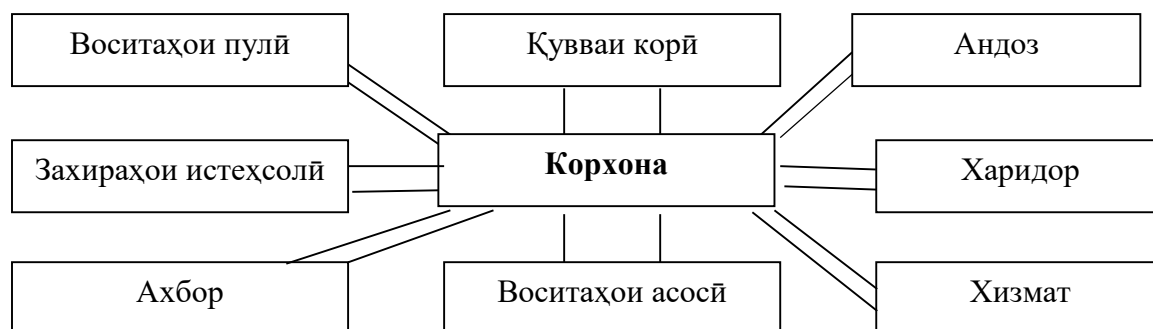 Воситаҳои пулӣ
Қувваи корӣ
Андоз
Захираҳои истеҳсолӣ
Корхона
Харидор
Ахбор
Воситаҳои асосӣ
Хизмат